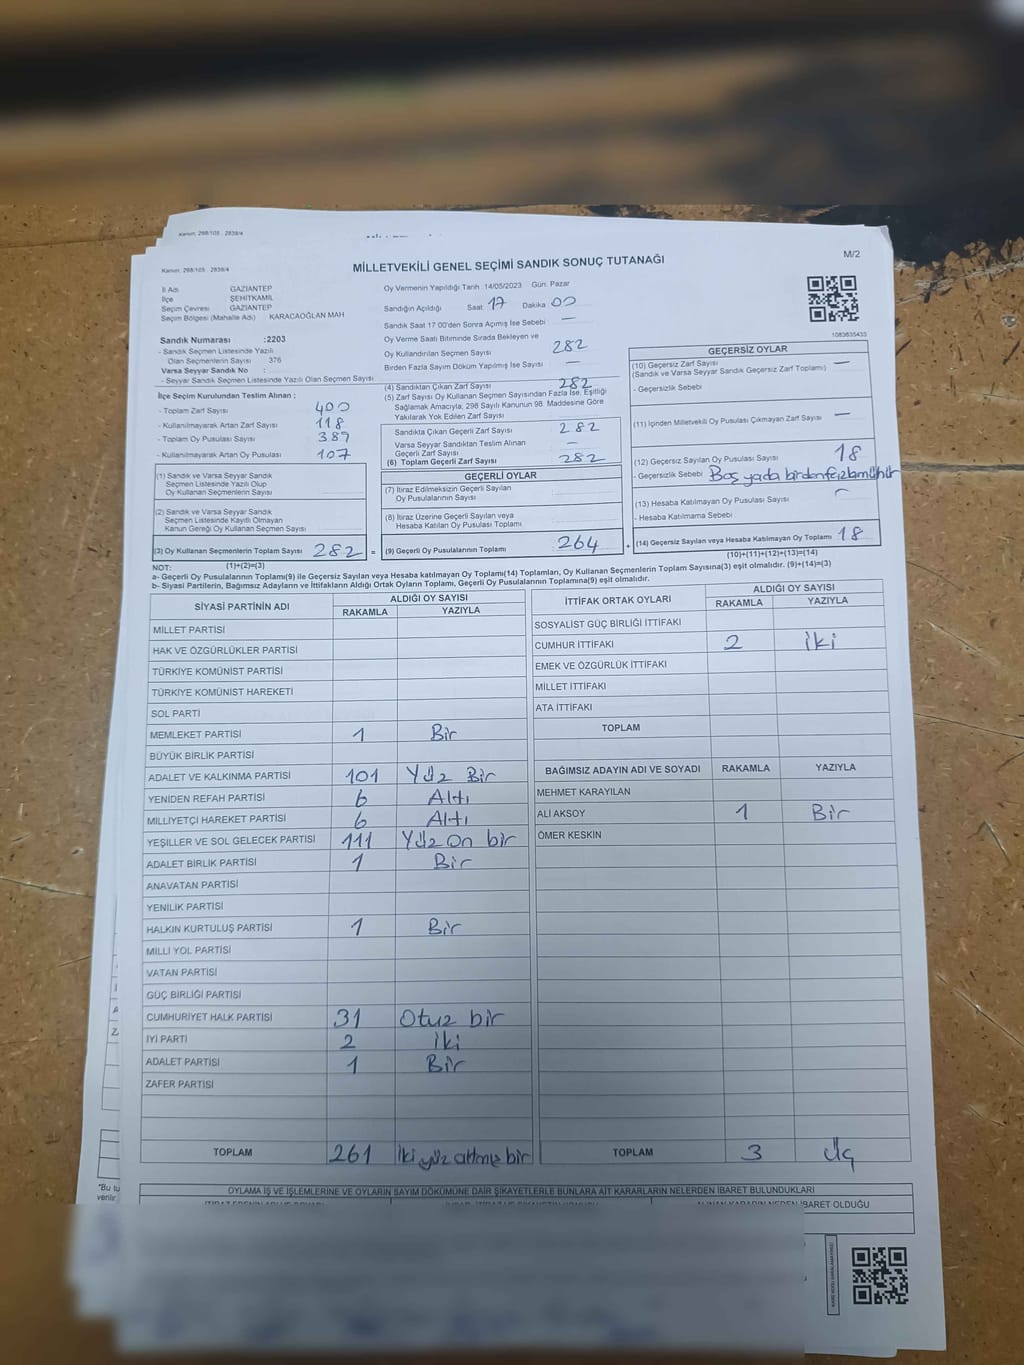 Kanun: 298/105 : 2839/4
Kanun: 298/105 : 2839/4
M/2
MİLLETVEKİLİ GENEL SEÇİMİ SANDIK SONUÇ TUTANAĞI
İl Adı GAZİANTEP
İlçe ŞEHİTKAMİL
Seçim Çevresi GAZİANTEP
Seçim Bölgesi (Mahalle Adı) KARACAOĞLAN MAH
Sandık Numarası :2203
- Sandık Seçmen Listesinde Yazılı
Olan Seçmenlerin Sayısı 376
Varsa Seyyar Sandık No :
- Seyyar Sandık Seçmen Listesinde Yazılı Olan Seçmen Sayısı
İlçe Seçim Kurulundan Teslim Alınan ;
- Toplam Zarf Sayısı 400
- Kullanılmayarak Artan Zarf Sayısı 118
- Toplam Oy Pusulası Sayısı 389
- Kullanılmayarak Artan Oy Pusulası 107
(1) Sandık ve Varsa Seyyar Sandık
Seçmen Listesinde Yazılı Olup
Oy Kullanan Seçmenlerin Sayısı
(2) Sandık ve Varsa Seyyar Sandık
Seçmen Listesinde Kayıtlı Olmayan
Kanun Gereği Oy Kullanan Seçmen Sayısı
(3) Oy Kullanan Seçmenlerin Toplam Sayısı 282 =
Oy Vermenin Yapıldığı Tarih :14/05/2023 Gün: Pazar
Sandığın Açıldığı Saat: 17 Dakika: 00
Sandık Saat 17:00'den Sonra Açımış İse Sebebi : —
Oy Verme Saati Bitiminde Sırada Bekleyen ve
Oy Kullandırılan Seçmen Sayısı 282
Birden Fazla Sayım Döküm Yapılmış İse Sayısı —
(4) Sandıktan Çıkan Zarf Sayısı 282
(5) Zarf Sayısı Oy Kullanan Seçmen Sayısından Fazla İse, Eşitliği
Sağlamak Amacıyla, 298 Sayılı Kanunun 98. Maddesine Göre
Yakılarak Yok Edilen Zarf Sayısı
Sandıkta Çıkan Geçerli Zarf Sayısı 282
Varsa Seyyar Sandıktan Teslim Alınan
Geçerli Zarf Sayısı —
(6) Toplam Geçerli Zarf Sayısı 282
GEÇERLİ OYLAR
(7) İtiraz Edilmeksizin Geçerli Sayılan
Oy Pusulalarının Sayısı
(8) İtiraz Üzerine Geçerli Sayılan veya
Hesaba Katılan Oy Pusulası Toplamı
(9) Geçerli Oy Pusulalarının Toplamı 264 +
1083635433
GEÇERSİZ OYLAR
(10) Geçersiz Zarf Sayısı —
(Sandık ve Varsa Seyyar Sandık Geçersiz Zarf Toplamı)
- Geçersizlik Sebebi
(11) İçinden Milletvekili Oy Pusulası Çıkmayan Zarf Sayısı —
(12) Geçersiz Sayılan Oy Pusulası Sayısı 18
- Geçersizlik Sebebi Boş yada birdenfazlamühür
(13) Hesaba Katılmayan Oy Pusulası Sayısı —
- Hesaba Katılmama Sebebi
(14) Geçersiz Sayılan veya Hesaba Katılmayan Oy Toplamı 18
NOT: (1)+(2)=(3) (10)+(11)+(12)+(13)=(14)
a- Geçerli Oy Pusulalarının Toplamı(9) ile Geçersiz Sayılan veya Hesaba katılmayan Oy Toplamı(14) Toplamları, Oy Kullanan Seçmenlerin Toplam Sayısına(3) eşit olmalıdır. (9)+(14)=(3)
b- Siyasi Partilerin, Bağımsız Adayların ve İttifakların Aldığı Ortak Oyların Toplamı, Geçerli Oy Pusulalarının Toplamına(9) eşit olmalıdır.
SİYASİ PARTİNİN ADI ALDIĞI OY SAYISI
RAKAMLA YAZIYLA
MİLLET PARTİSİ
HAK VE ÖZGÜRLÜKLER PARTİSİ
TÜRKİYE KOMÜNİST PARTİSİ
TÜRKİYE KOMÜNİST HAREKETİ
SOL PARTİ
MEMLEKET PARTİSİ 1 Bir
BÜYÜK BİRLİK PARTİSİ
ADALET VE KALKINMA PARTİSİ 101 Yüz Bir
YENİDEN REFAH PARTİSİ 6 Altı
MİLLİYETÇİ HAREKET PARTİSİ 6 Altı
YEŞİLLER VE SOL GELECEK PARTİSİ 111 Yüz on bir
ADALET BİRLİK PARTİSİ 1 Bir
ANAVATAN PARTİSİ
YENİLİK PARTİSİ
HALKIN KURTULUŞ PARTİSİ 1 Bir
MİLLİ YOL PARTİSİ
VATAN PARTİSİ
GÜÇ BİRLİĞİ PARTİSİ
CUMHURİYET HALK PARTİSİ 31 Otuz bir
İYİ PARTİ 2 İki
ADALET PARTİSİ 1 Bir
ZAFER PARTİSİ
TOPLAM 261 İki yüz altmış bir
İTTİFAK ORTAK OYLARI ALDIĞI OY SAYISI
RAKAMLA YAZIYLA
SOSYALİST GÜÇ BİRLİĞİ İTTİFAKI
CUMHUR İTTİFAKI 2 İki
EMEK VE ÖZGÜRLÜK İTTİFAKI
MİLLET İTTİFAKI
ATA İTTİFAKI
TOPLAM
BAĞIMSIZ ADAYIN ADI VE SOYADI RAKAMLA YAZIYLA
MEHMET KARAYILAN
ALİ AKSOY 1 Bir
ÖMER KESKİN
TOPLAM 3 Üç
OYLAMA İŞ VE İŞLEMLERİNE VE OYLARIN SAYIM DÖKÜMÜNE DAİR ŞİKAYETLERLE BUNLARA AİT KARARLARIN NELERDEN İBARET BULUNDUKLARI
İBARET OLDUĞU
"Bu tu
verilir